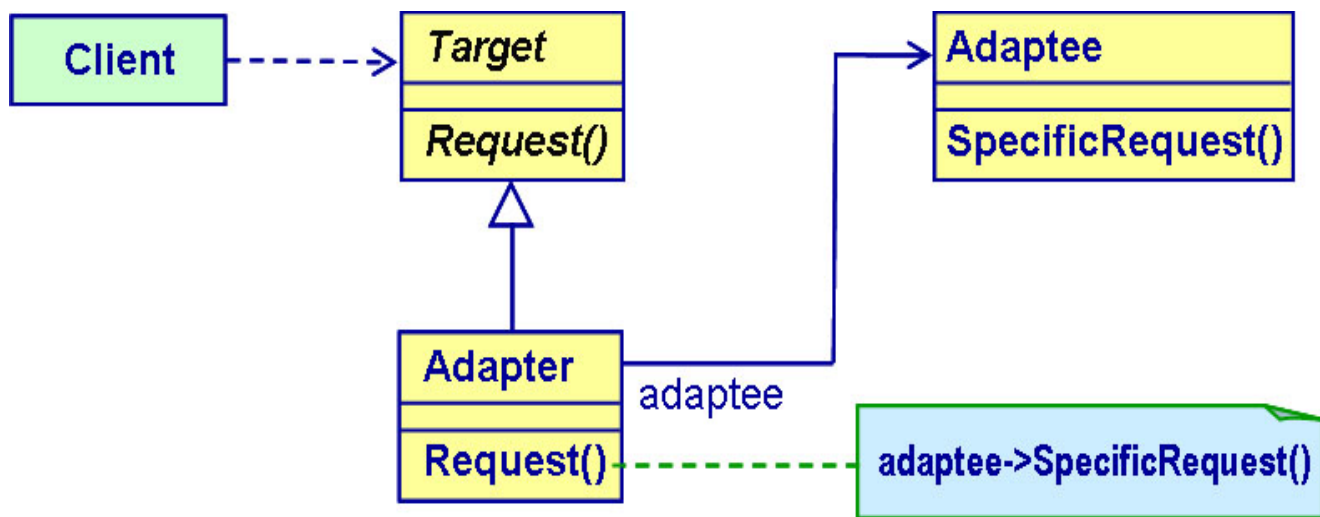 Client
Target
Request()
Adaptee
SpecificRequest()
Adapter
Request()
adaptee
adaptee->SpecificRequest()